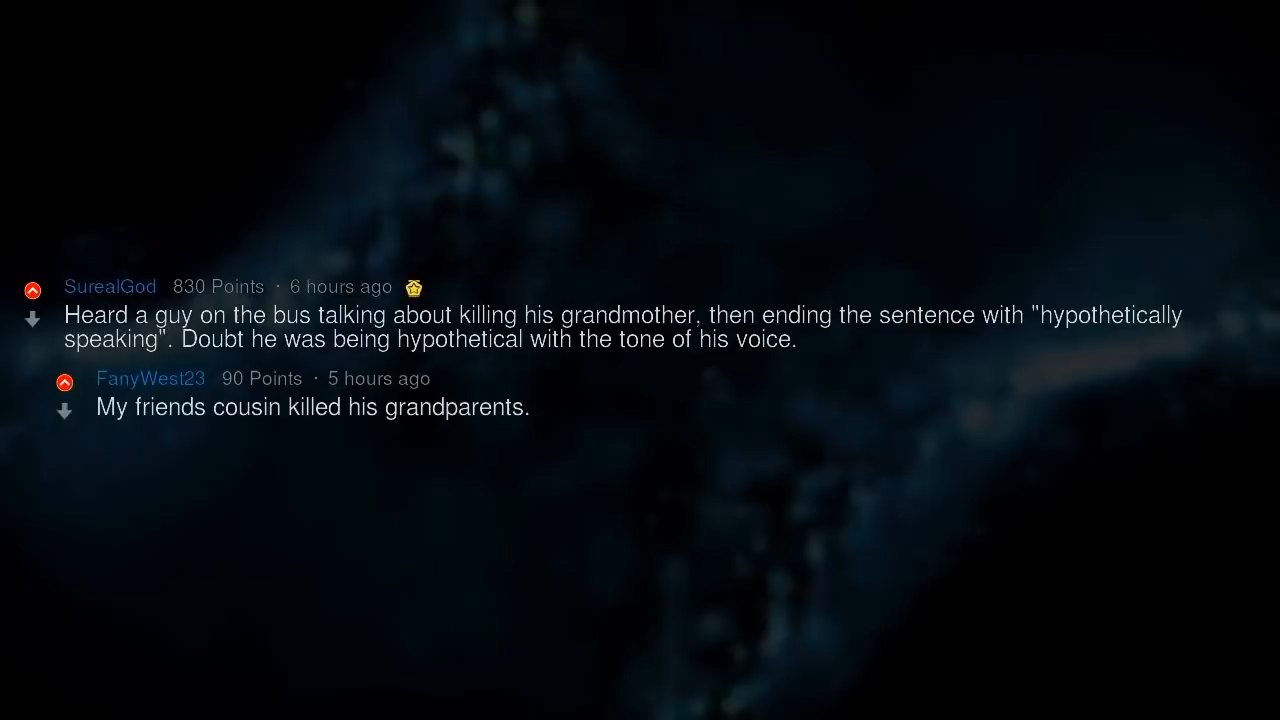 SurealGod 830 Points · 6 hours ago
Heard a guy on the bus talking about killing his grandmother, then ending the sentence with "hypothetically
speaking". Doubt he was being hypothetical with the tone of his voice.
FanyWest23 90 Points · 5 hours ago
My friends cousin killed his grandparents.